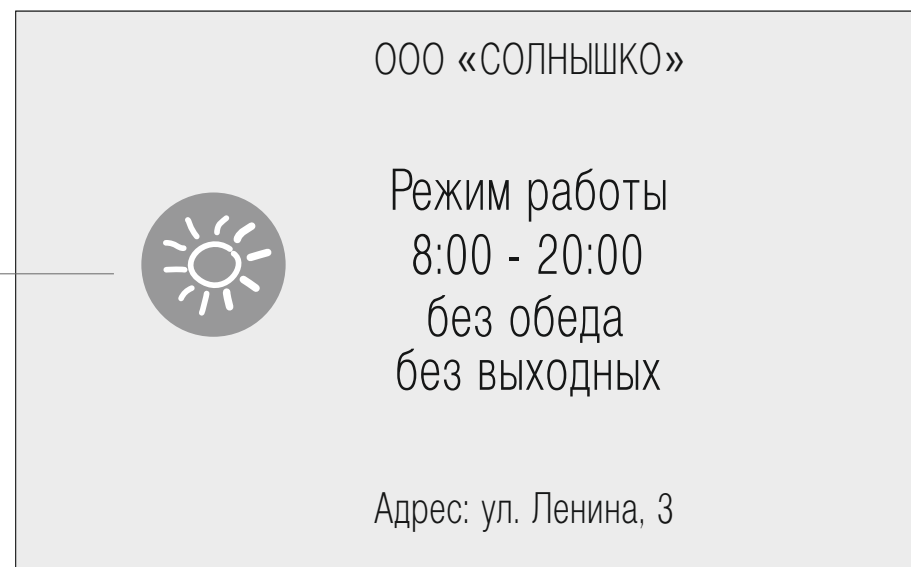 ООО «СОЛНЫШКО»
Режим работы
8:00 - 20:00
без обеда
без выходных
Адрес: ул. Ленина, 3